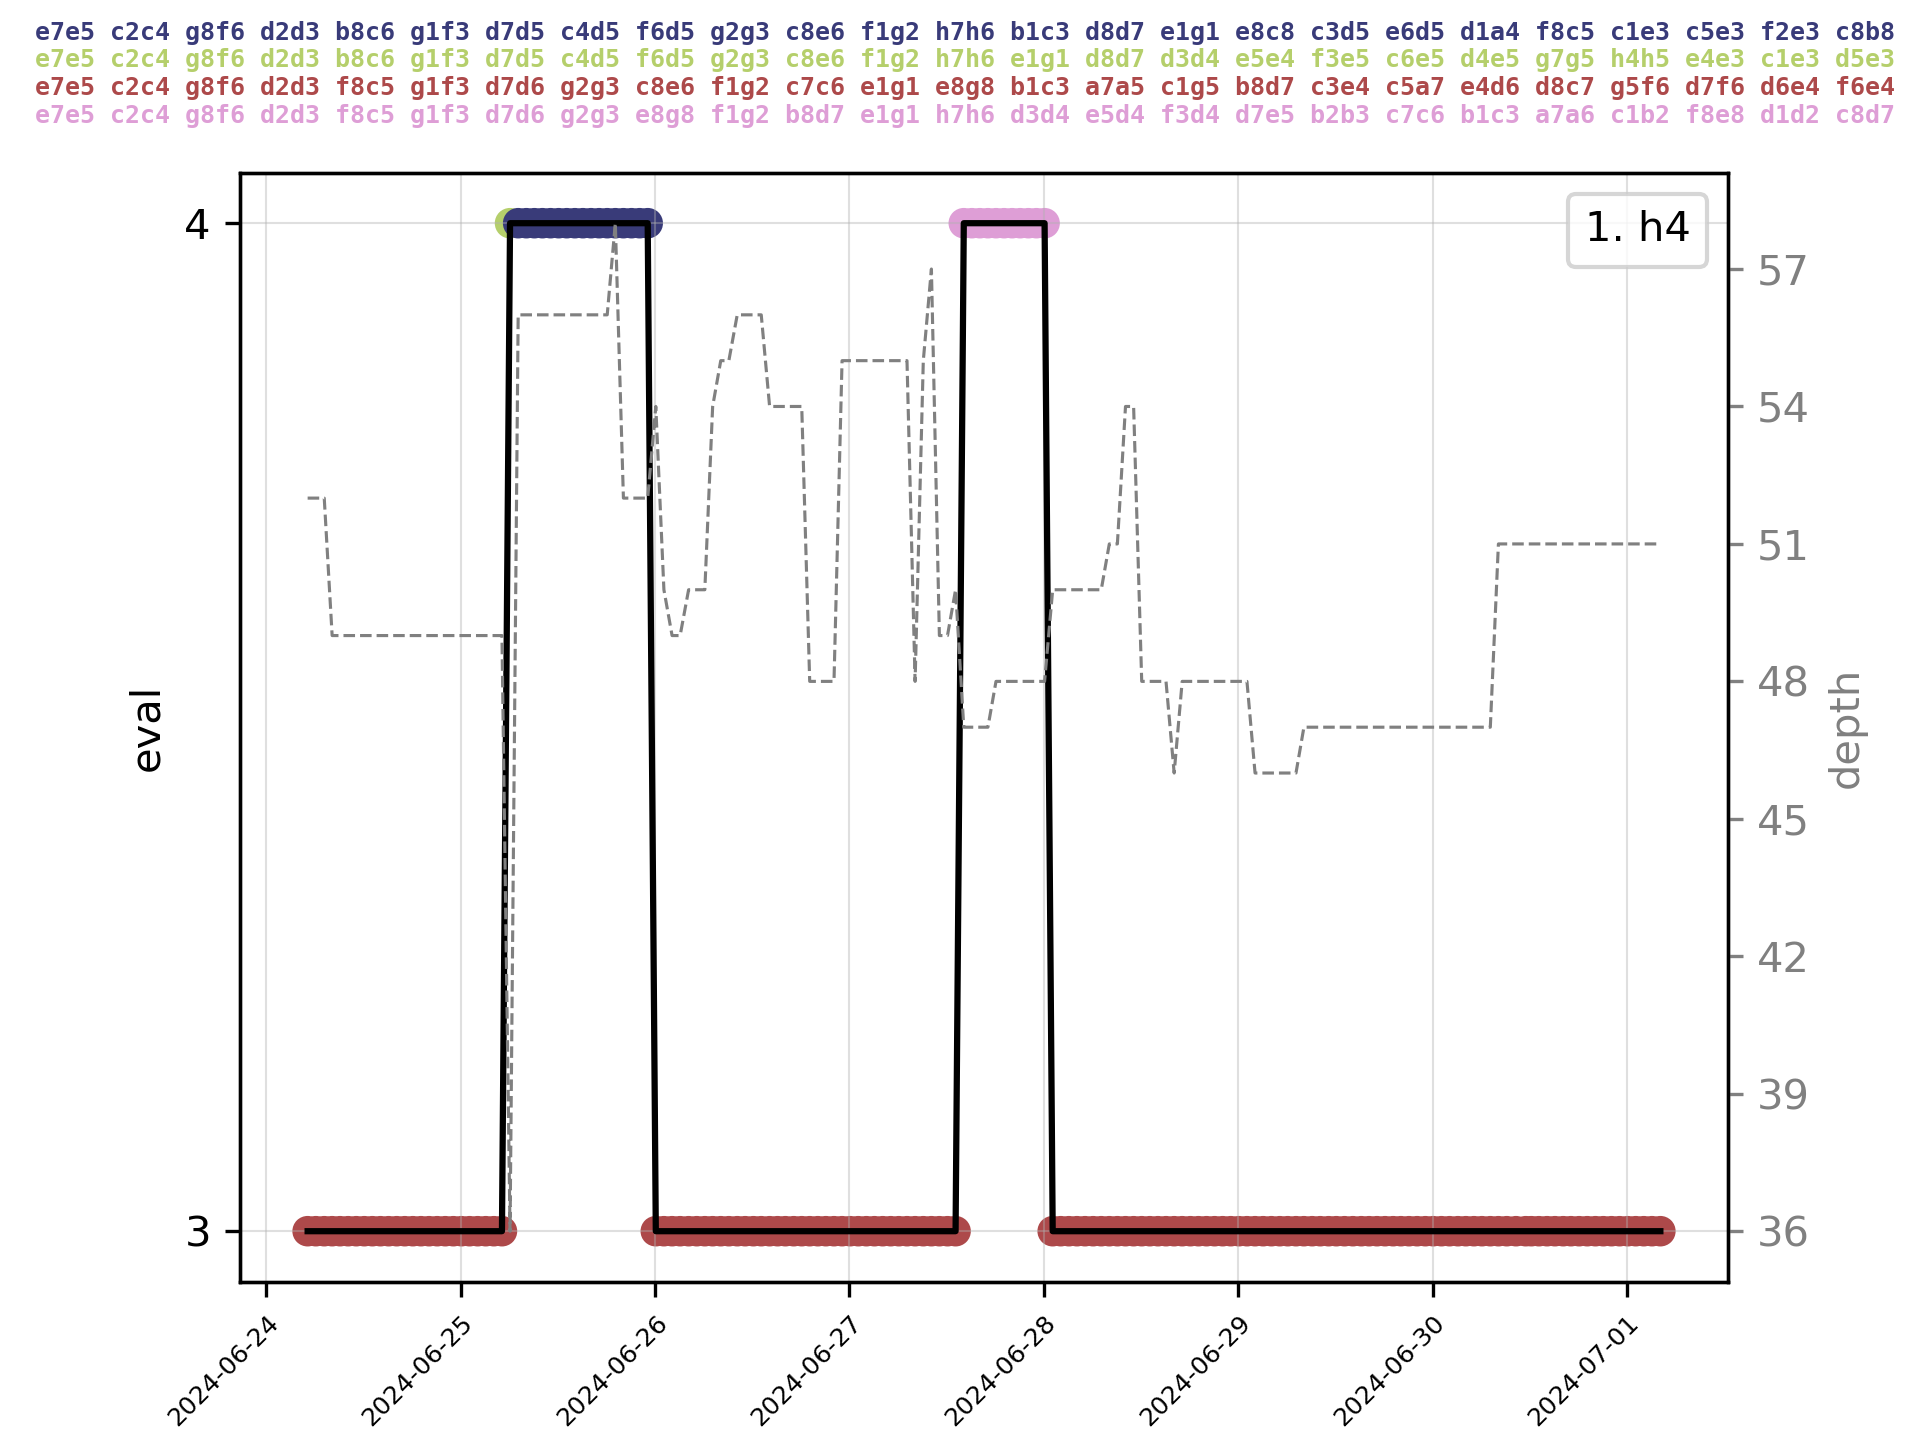 e7e5 c2c4 g8f6 d2d3 b8c6 g1f3 d7d5 c4d5 f6d5 g2g3 c8e6 f1g2 h7h6 b1c3 d8d7 e1g1 e8c8 c3d5 e6d5 d1a4 f8c5 c1e3 c5e3 f2e3 c8b8
e7e5 c2c4 g8f6 d2d3 b8c6 g1f3 d7d5 c4d5 f6d5 g2g3 c8e6 f1g2 h7h6 e1g1 d8d7 d3d4 e5e4 f3e5 c6e5 d4e5 g7g5 h4h5 e4e3 c1e3 d5e3
e7e5 c2c4 g8f6 d2d3 f8c5 g1f3 d7d6 g2g3 c8e6 f1g2 c7c6 e1g1 e8g8 b1c3 a7a5 c1g5 b8d7 c3e4 c5a7 e4d6 d8c7 g5f6 d7f6 d6e4 f6e4
e7e5 c2c4 g8f6 d2d3 f8c5 g1f3 d7d6 g2g3 e8g8 f1g2 b8d7 e1g1 h7h6 d3d4 e5d4 f3d4 d7e5 b2b3 c7c6 b1c3 a7a6 c1b2 f8e8 d1d2 c8d7
1. h4
4
3
eval
57
54
51
48
45
42
39
36
depth
2024-06-24
2024-06-25
2024-06-26
2024-06-27
2024-06-28
2024-06-29
2024-06-30
2024-07-01